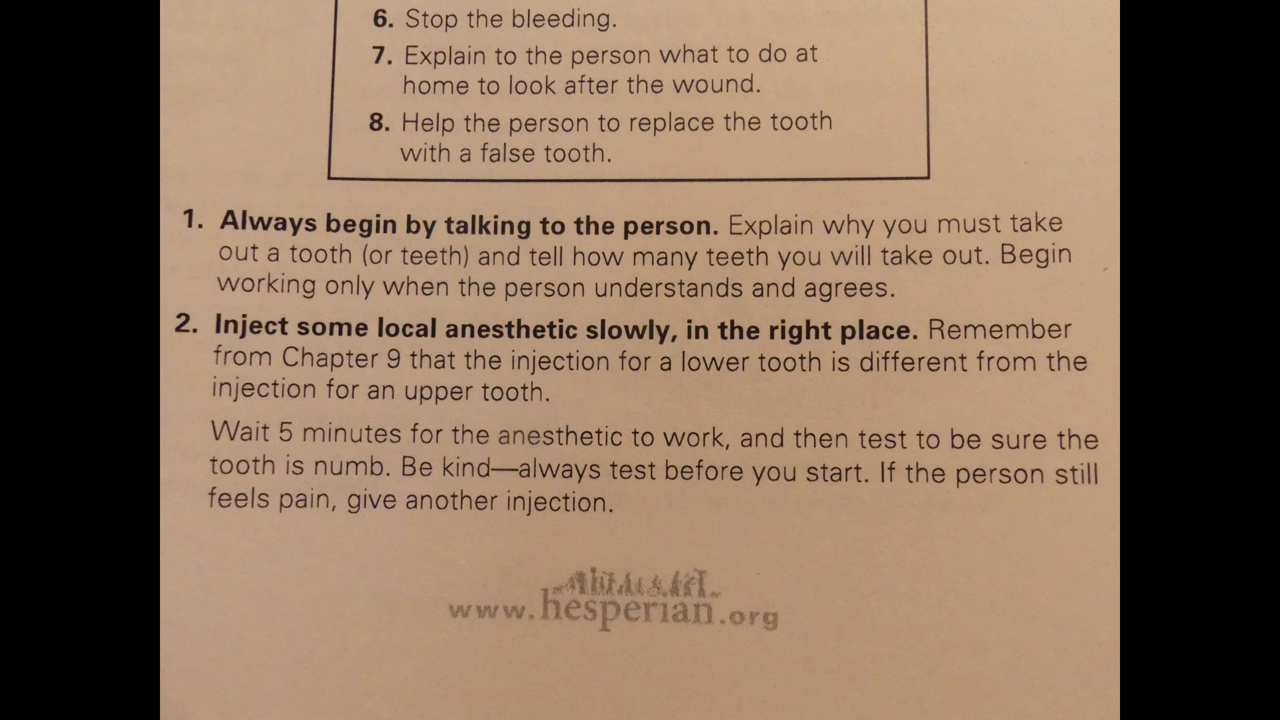 6. Stop the bleeding.
7. Explain to the person what to do at
home to look after the wound.
8. Help the person to replace the tooth
with a false tooth.
1. Always begin by talking to the person. Explain why you must take
out a tooth (or teeth) and tell how many teeth you will take out. Begin
working only when the person understands and agrees.
2. Inject some local anesthetic slowly, in the right place. Remember
from Chapter 9 that the injection for a lower tooth is different from the
injection for an upper tooth.
Wait 5 minutes for the anesthetic to work, and then test to be sure the
tooth is numb. Be kind—always test before you start. If the person still
feels pain, give another injection.
www.hesperian.org